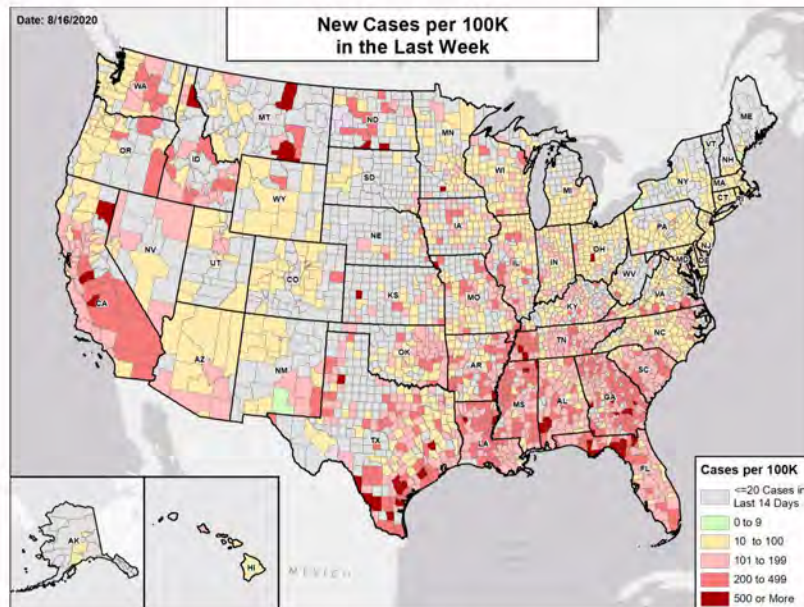 Date: 8/16/2020
New Cases per 100K
in the Last Week
WA
MT
ND
MN
ME
OR
ID
WI
VT
NH
SD
NY
MA
WY
MI
CT
IA
PA
NE
NJ
NV
OH
MD
DE
UT
IL
IN
CO
WV
CA
KS
MO
VA
KY
NC
TN
OK
AZ
NM
AR
SC
MS
AL
GA
TX
LA
FL
AK
HI
MEXICO
Cases per 100K
<=20 Cases in
Last 14 Days
0 to 9
10 to 100
101 to 199
200 to 499
500 or More